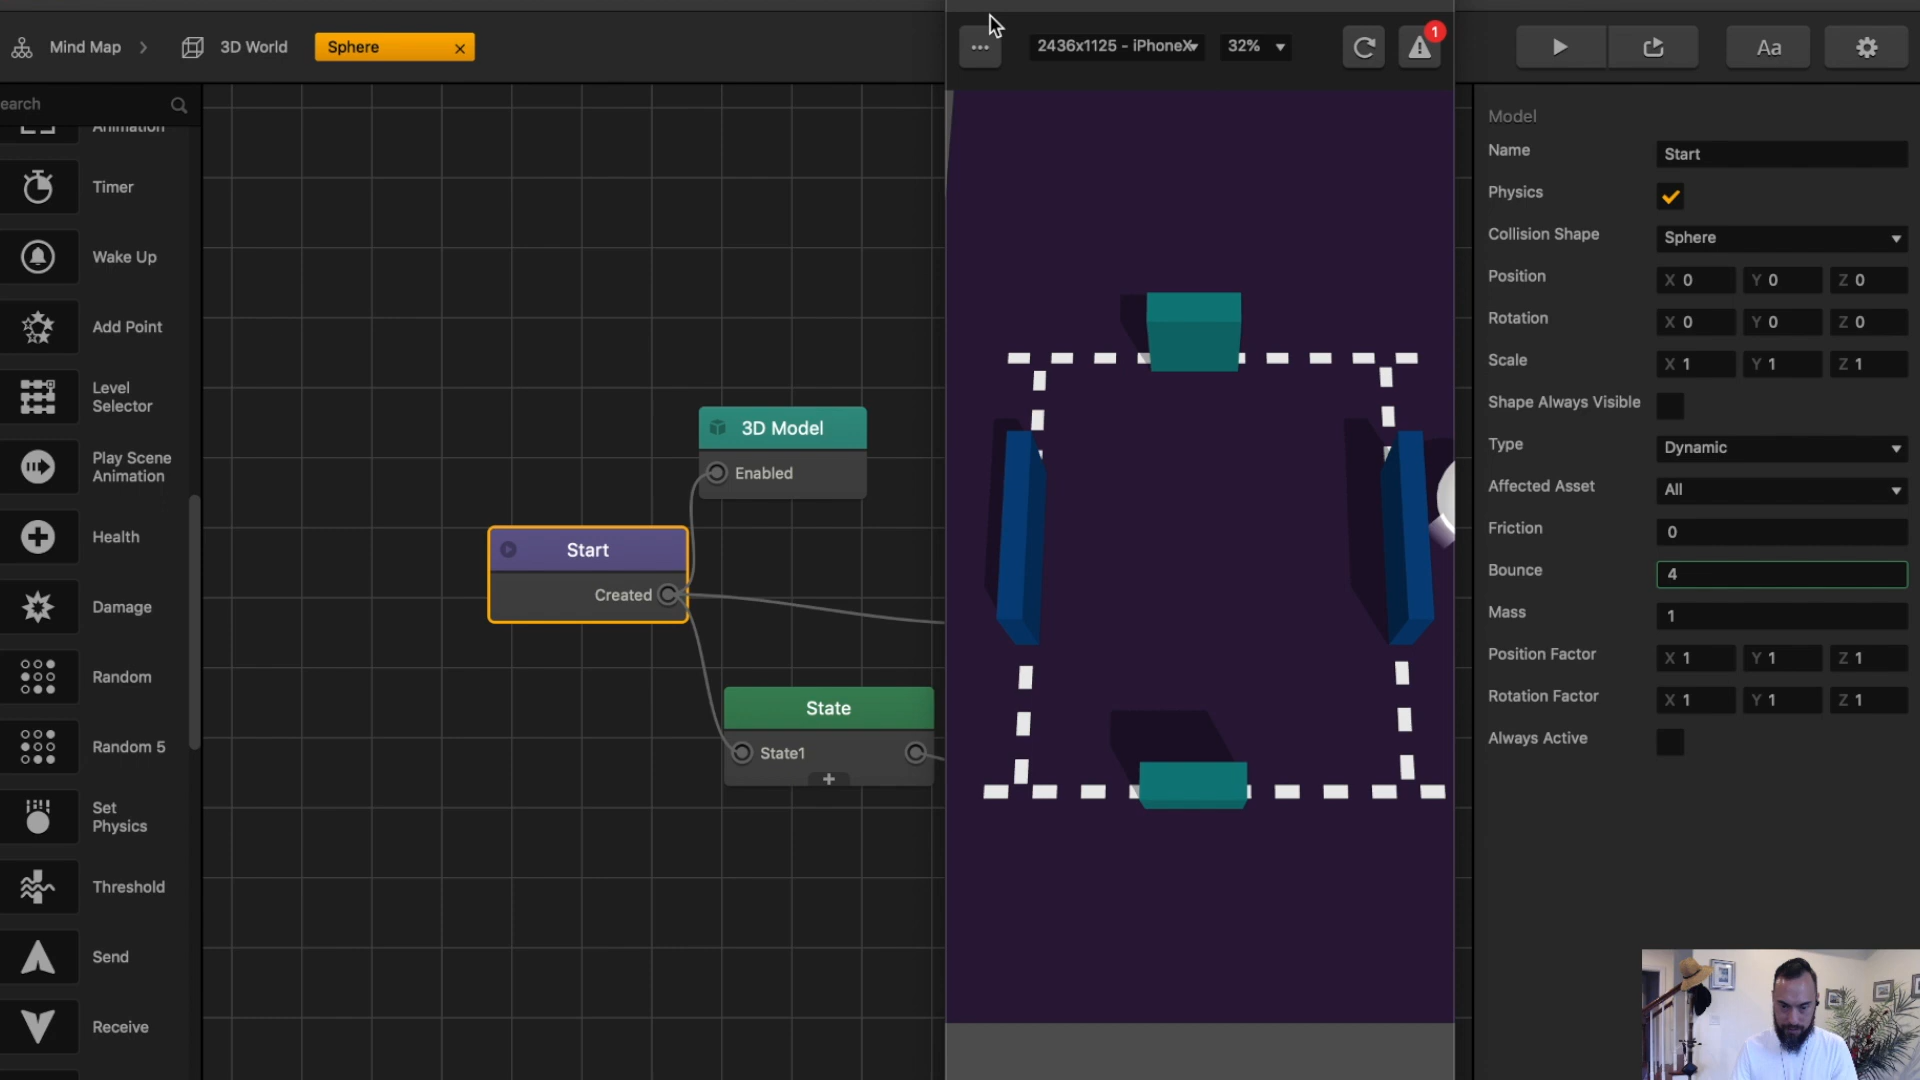 Mind Map
3D World
Sphere
2436x1125 - iPhoneX
32%
1
Aa
earch
Animation
Timer
Wake Up
Add Point
Level
Selector
Play Scene
Animation
Health
Damage
Random
Random 5
Set
Physics
Threshold
Send
Receive
3D Model
Enabled
Start
Created
State
State1
Model
Name
Start
Physics
Collision Shape
Sphere
Position
X 0
Y 0
Z 0
Rotation
X 0
Y 0
Z 0
Scale
X 1
Y 1
Z 1
Shape Always Visible
Type
Dynamic
Affected Asset
All
Friction
0
Bounce
4
Mass
1
Position Factor
X 1
Y 1
Z 1
Rotation Factor
X 1
Y 1
Z 1
Always Active